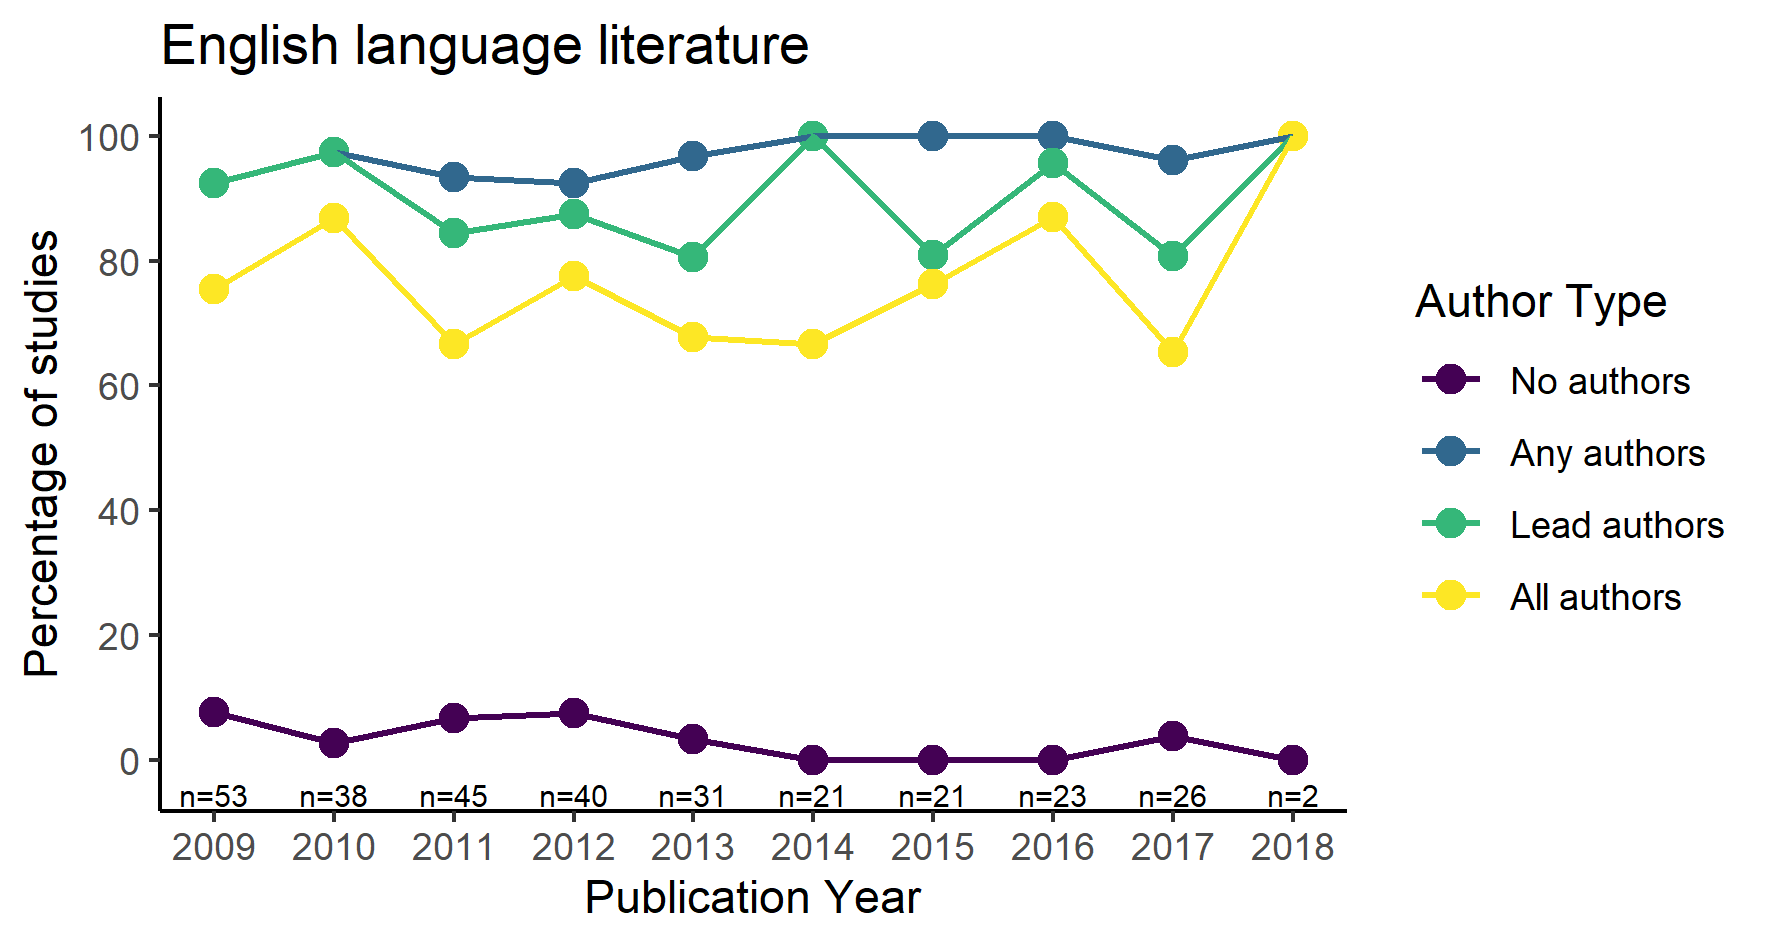 English language literature
Percentage of studies
100
80
60
40
20
0
n=53 n=38 n=45 n=40 n=31 n=21 n=21 n=23 n=26 n=2
2009 2010 2011 2012 2013 2014 2015 2016 2017 2018
Publication Year
Author Type
No authors
Any authors
Lead authors
All authors